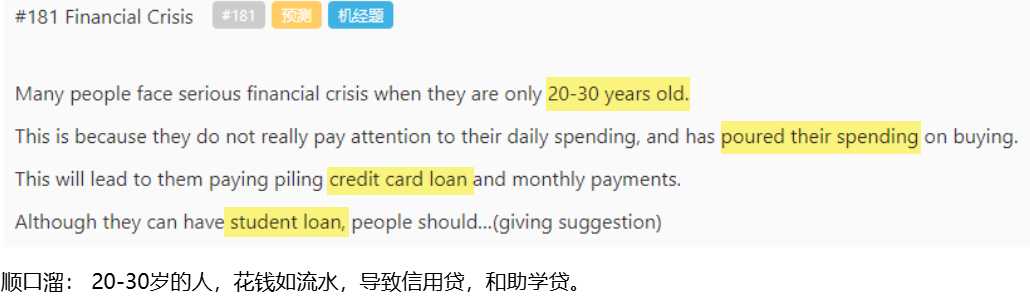 #181 Financial Crisis #181 预测 机经题
Many people face serious financial crisis when they are only 20-30 years old.
This is because they do not really pay attention to their daily spending, and has poured their spending on buying.
This will lead to them paying piling credit card loan and monthly payments.
Although they can have student loan, people should...(giving suggestion)
顺口溜： 20-30岁的人，花钱如流水，导致信用贷，和助学贷。